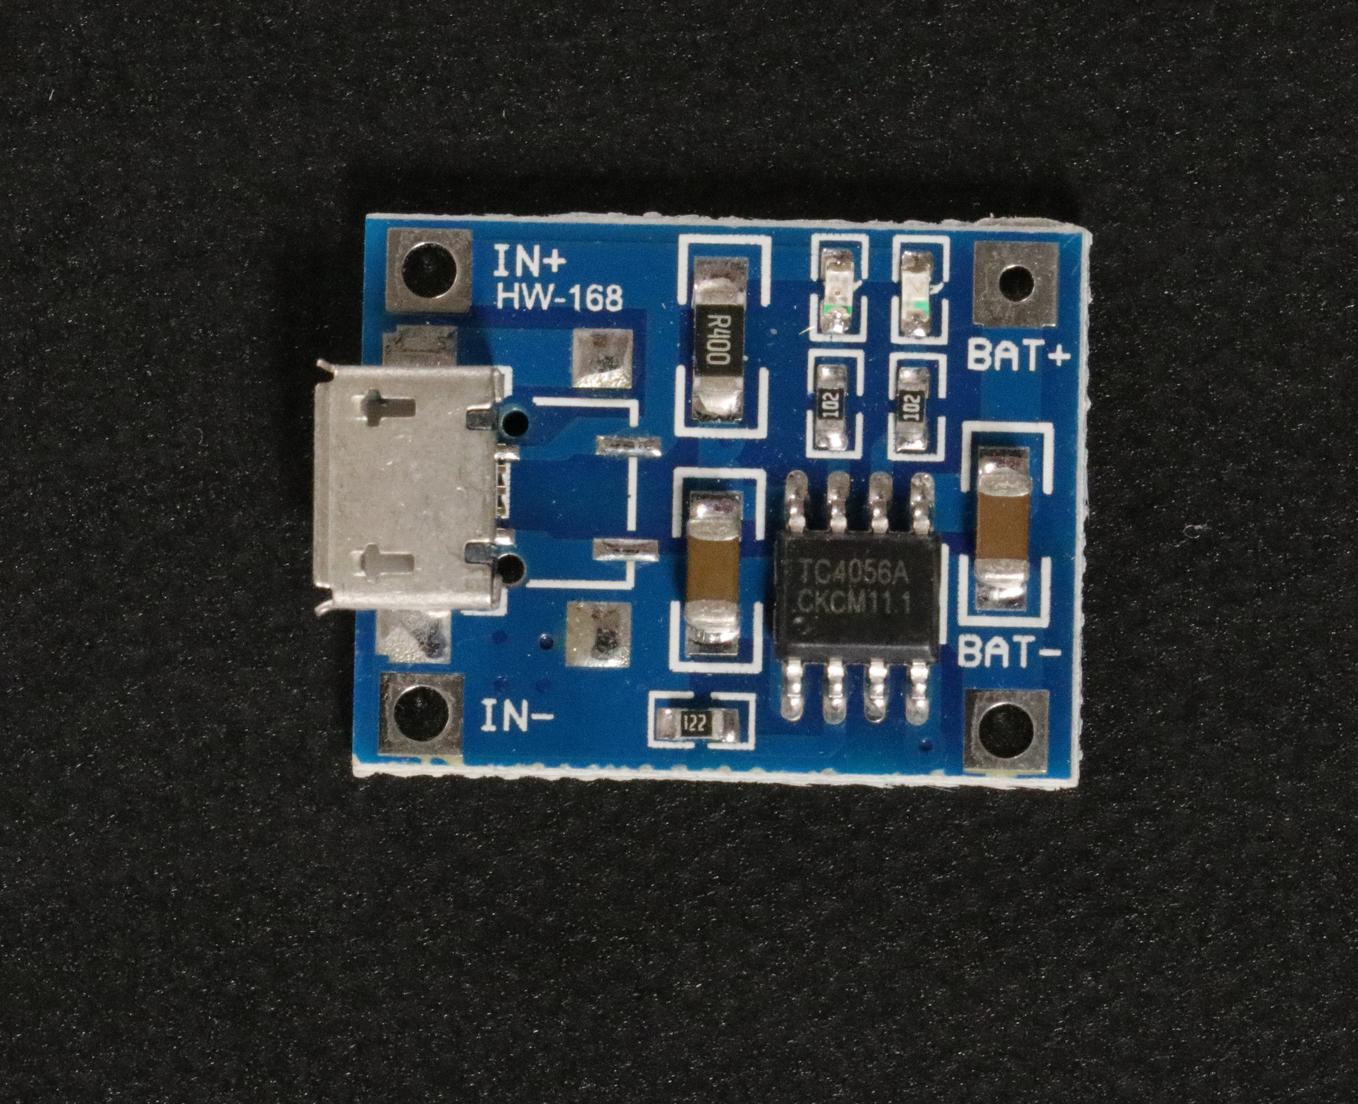 IN+
HW-168
R400
BAT+
102
102
TC4056A
CKCM11.1
BAT-
IN-
122